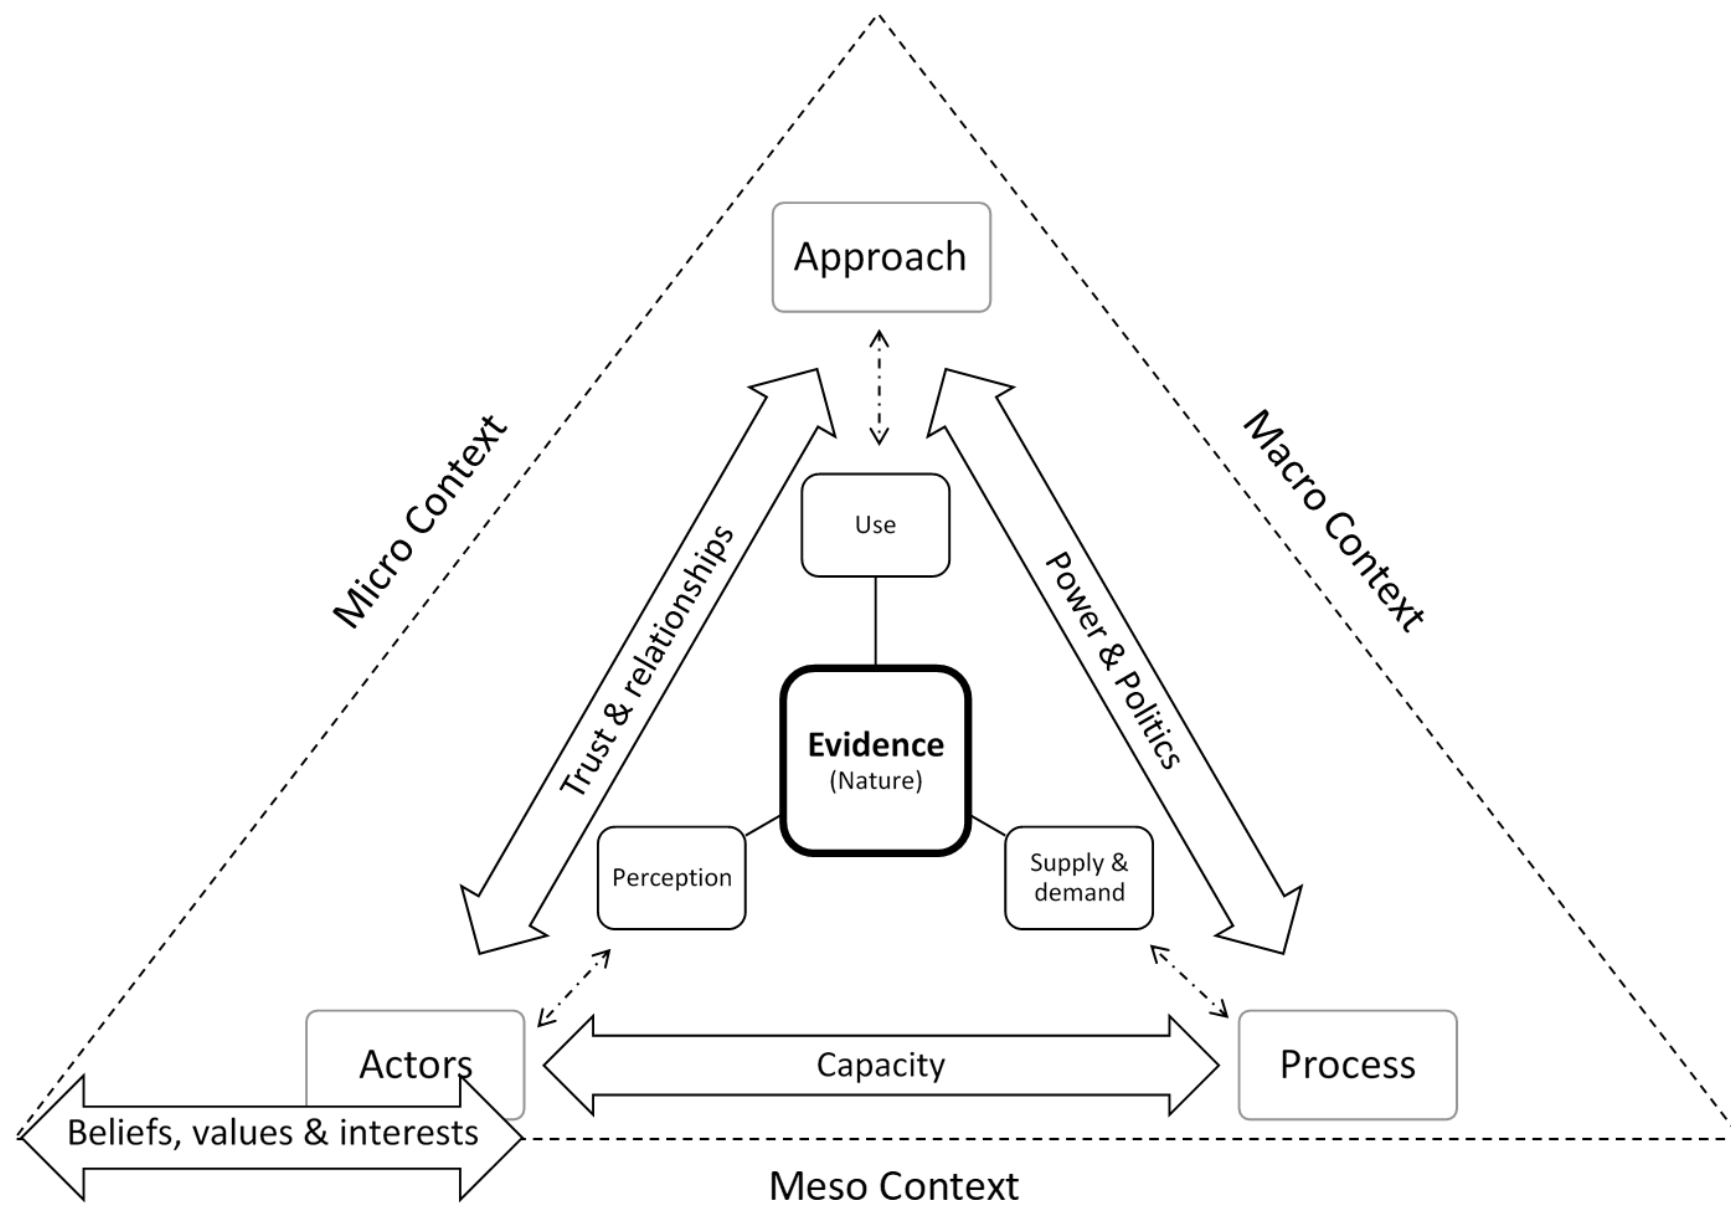 Approach
Micro Context
Macro Context
Use
Trust & relationships
Power & Politics
Evidence
(Nature)
Perception
Supply &
demand
Actors
Capacity
Process
Beliefs, values & interests
Meso Context